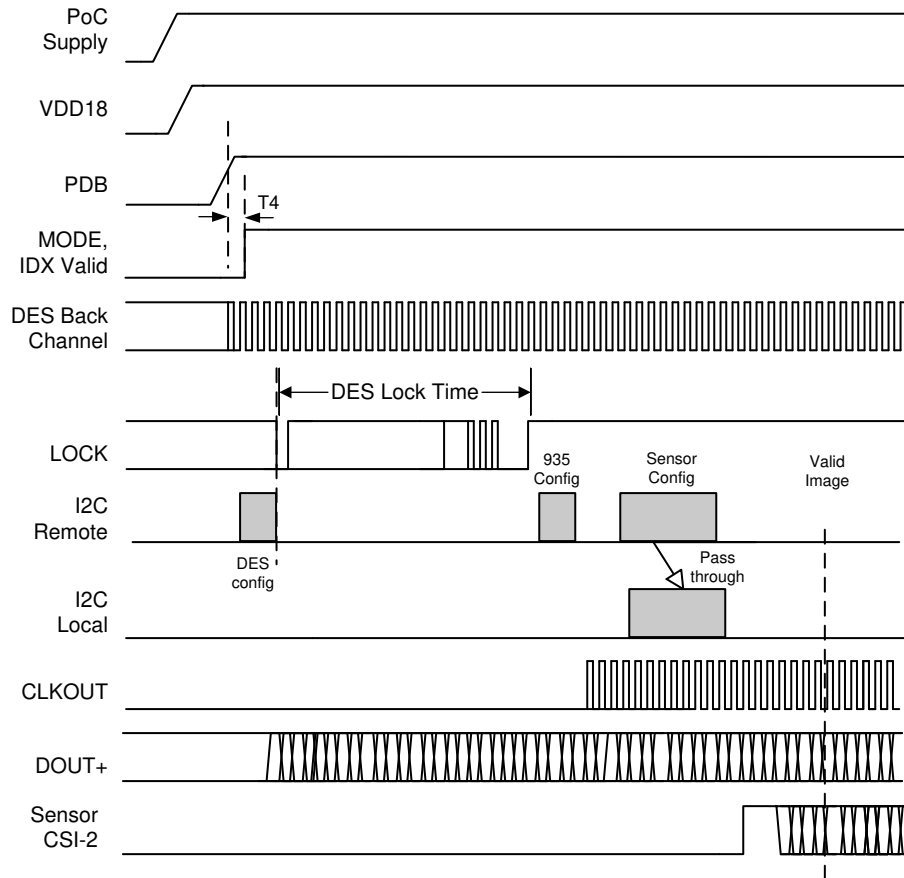 PoC
Supply
VDD18
PDB
T4
MODE,
IDX Valid
DES Back
Channel
DES Lock Time
LOCK
935
Config
Sensor
Config
Valid
Image
I2C
Remote
DES
config
Pass
through
I2C
Local
CLKOUT
DOUT+
Sensor
CSI-2